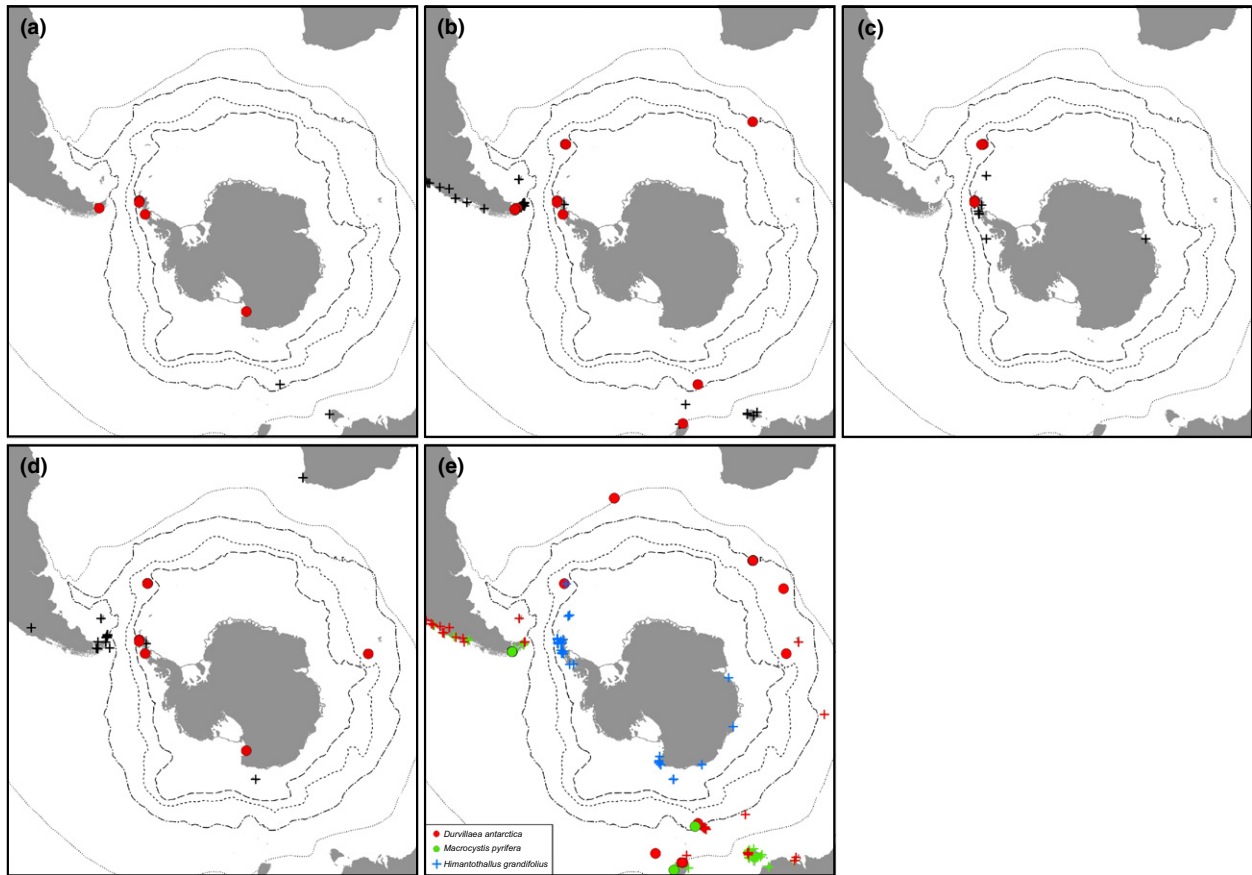 (a)
(b)
(c)
(d)
(e)
Durvillaea antarctica
Macrocystis pyrifera
Himantothallus grandifolius